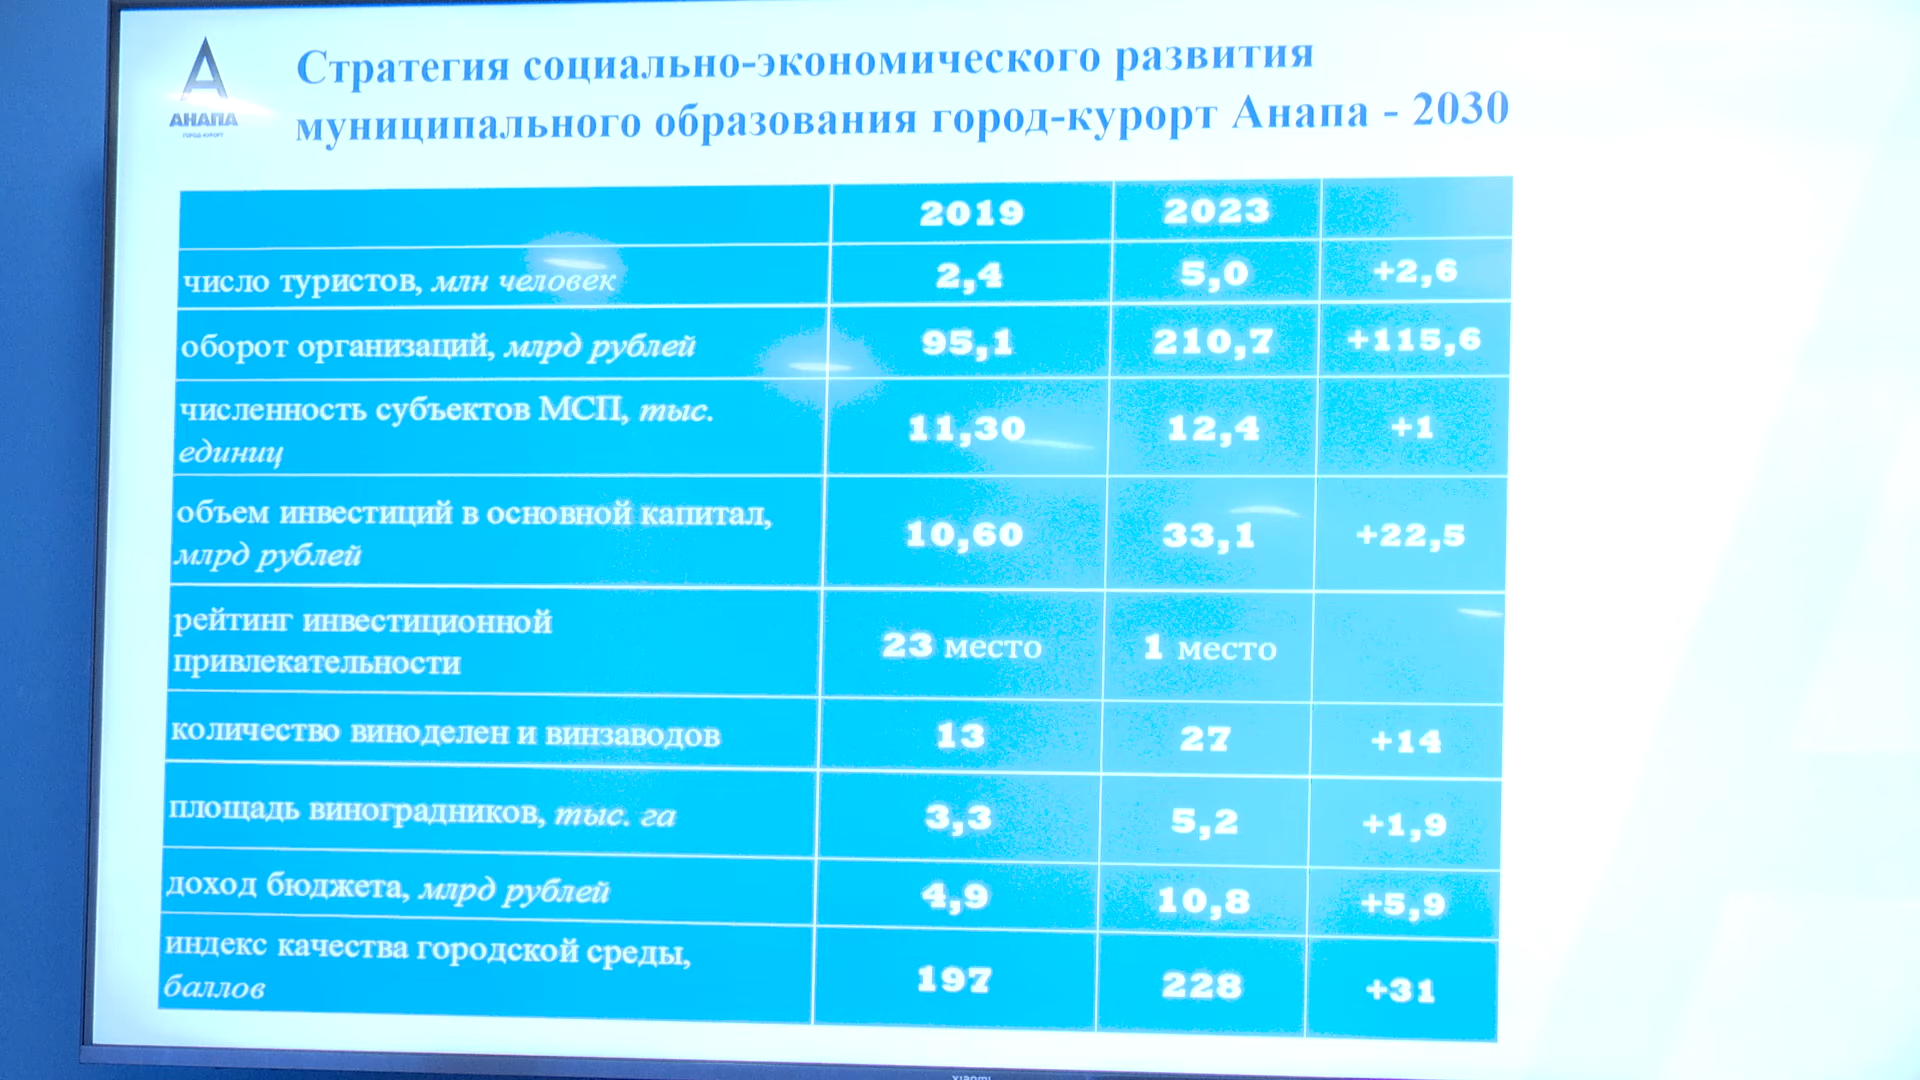 АНАПА
ГОРОД-КУРОРТ
Стратегия социально-экономического развития
муниципального образования город-курорт Анапа - 2030
2019 2023
число туристов, млн человек 2,4 5,0 +2,6
оборот организаций, млрд рублей 95,1 210,7 +115,6
численность субъектов МСП, тыс.
единиц 11,30 12,4 +1
объем инвестиций в основной капитал,
млрд рублей 10,60 33,1 +22,5
рейтинг инвестиционной
привлекательности 23 место 1 место
количество виноделен и винзаводов 13 27 +14
площадь виноградников, тыс. га 3,3 5,2 +1,9
доход бюджета, млрд рублей 4,9 10,8 +5,9
индекс качества городской среды,
баллов 197 228 +31
xiaomi